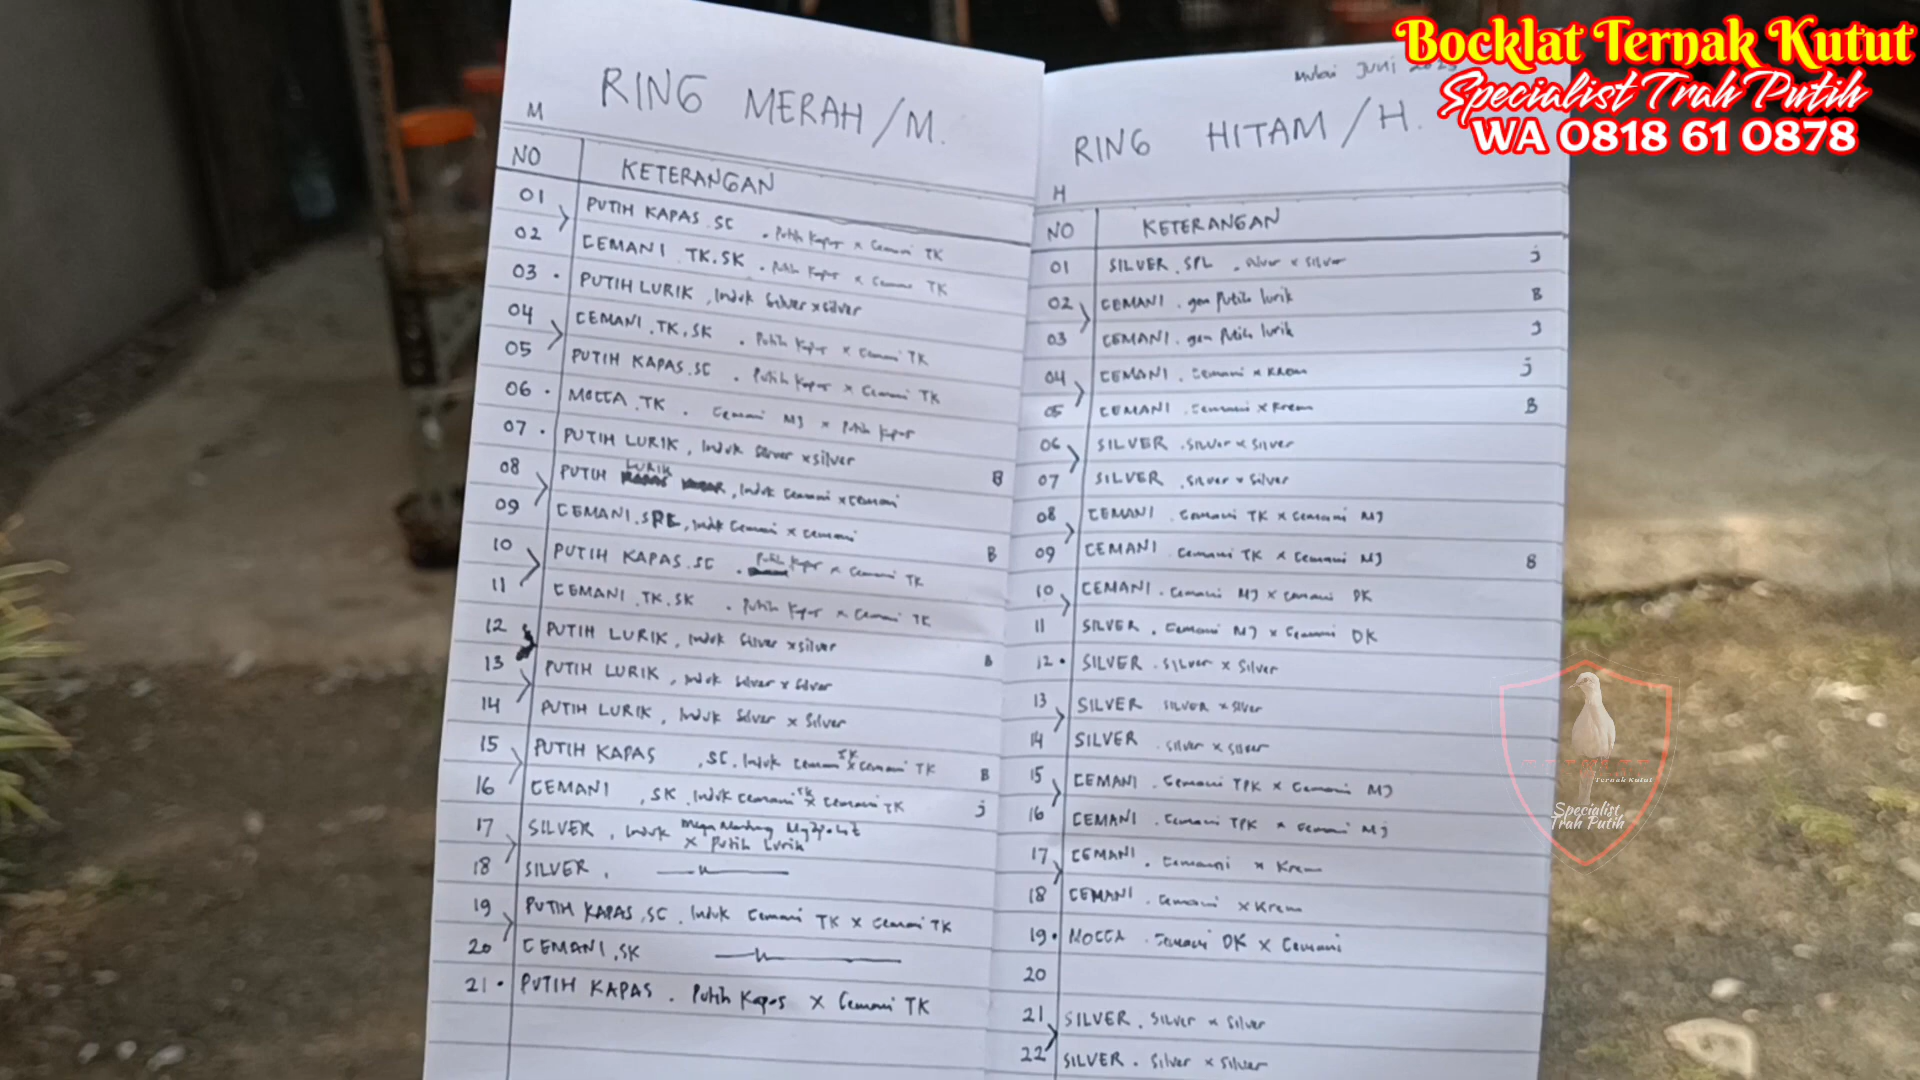 Bocklat Ternak Kutut
Specialist Trah Putih
WA 0818 61 0878
RING MERAH/M.
M
NO KETERANGAN
01 PUTIH KAPAS SC . Putih Kapas x Cemani TK
02 CEMANI TK.SK . Putih Kapas x Cemani TK
03 . PUTIH LURIK, Induk Silver x silver
04 CEMANI.TK.SK . Putih Kapas x Cemani TK
05 PUTIH KAPAS.SC . Putih Kapas x Cemani TK
06 . MOCCA.TK . Cemani MJ x Putih Kapas
07 . PUTIH LURIK, Induk Silver x silver
08 PUTIH LURIK, Induk Cemani x Cemani B
09 CEMANI. Induk Cemani x Cemani
10 PUTIH KAPAS.SC . Putih Kapas x Cemani TK B
11 CEMANI.TK.SK . Putih Kapas x Cemani TK
12 PUTIH LURIK, Induk Silver x silver
13 PUTIH LURIK, Induk Silver x Silver B
14 PUTIH LURIK, Induk Silver x Silver
15 PUTIH KAPAS ,SC. Induk Cemani TK x Cemani TK B
16 CEMANI ,SK. Induk Cemani TK x Cemani TK j
17 SILVER, Induk
x Putih Lurik
18 SILVER.
19 PUTIH KAPAS,SC. Induk Cemani TK x Cemani TK
20 CEMANI.SK
21 . PUTIH KAPAS . Putih Kapas x Cemani TK
Mulai Juni
RING HITAM/H.
H
NO KETERANGAN
01 SILVER.SPL . Silver x Silver j
02 CEMANI . gen Putih lurik B
03 CEMANI . gen Putih lurik J
04 CEMANI . Cemani x Krem j
05 CEMANI . Cemani x Krem B
06 SILVER . Silver x Silver
07 SILVER . Silver x Silver
08 CEMANI . Cemani TK x Cemani MJ
09 CEMANI . Cemani TK x Cemani MJ B
10 CEMANI . Cemani MJ x Cemani DK
11 SILVER . Cemani MJ x Cemani DK
12 . SILVER . Silver x Silver
13 SILVER SILVER x Silver
14 SILVER . Silver x Silver
15 CEMANI . Cemani TPK x Cemani MJ
16 CEMANI . Cemani TPK x Cemani Mj
17 CEMANI . Cemani x Krem
18 CEMANI . Cemani x Krem
19 . MOCCA . Cemani DK x Cemani
20
21 SILVER . Silver x Silver
22 SILVER . Silver x Silver
Ternak Kutut
Specialist
Trah Putih